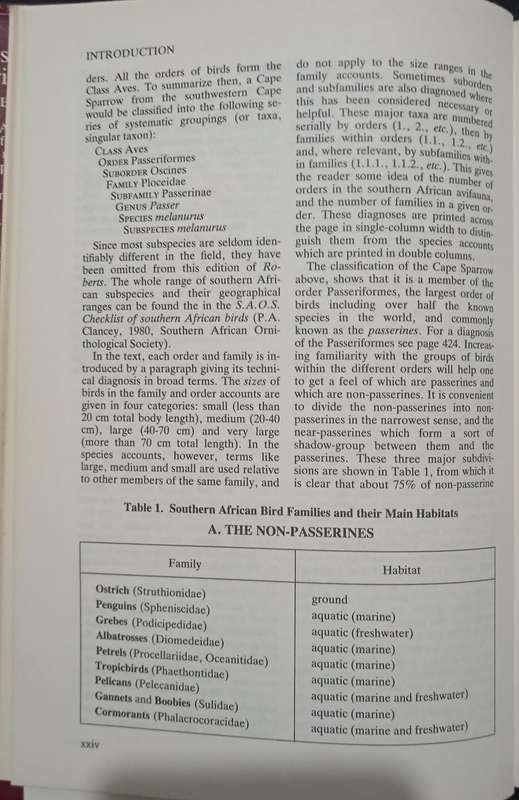 INTRODUCTION
ders. All the orders of birds form the
Class Aves. To summarize then, a Cape
Sparrow from the southwestern Cape
would be classified into the following se-
ries of systematic groupings (or taxa,
singular taxon):
CLASS Aves
ORDER Passeriformes
SUBORDER Oscines
FAMILY Ploceidae
SUBFAMILY Passerinae
GENUS Passer
SPECIES melanurus
SUBSPECIES melanurus
Since most subspecies are seldom iden-
tifiably different in the field, they have
been omitted from this edition of Ro-
berts. The whole range of southern Afri-
can subspecies and their geographical
ranges can be found the in the S.A.O.S.
Checklist of southern African birds (P.A.
Clancey, 1980, Southern African Orni-
thological Society).
In the text, each order and family is in-
troduced by a paragraph giving its techni-
cal diagnosis in broad terms. The sizes of
birds in the family and order accounts are
given in four categories: small (less than
20 cm total body length), medium (20-40
cm), large (40-70 cm) and very large
(more than 70 cm total length). In the
species accounts, however, terms like
large, medium and small are used relative
to other members of the same family, and
do not apply to the size ranges in the
family accounts. Sometimes suborders
and subfamilies are also diagnosed where
this has been considered necessary or
helpful. These major taxa are numbered
serially by orders (1., 2., etc.), then by
families within orders (1.1., 1.2., etc.)
and, where relevant, by subfamilies with-
in families (1.1.1., 1.1.2., etc). This gives
the reader some idea of the number of
orders in the southern African avifauna,
and the number of families in a given or-
der. These diagnoses are printed across
the page in single-column width to distin-
guish them from the species accounts
which are printed in double columns.
The classification of the Cape Sparrow
above, shows that it is a member of the
order Passeriformes, the largest order of
birds including over half the known
species in the world, and commonly
known as the passerines. For a diagnosis
of the Passeriformes see page 424. Increas-
ing familiarity with the groups of birds
within the different orders will help one
to get a feel of which are passerines and
which are non-passerines. It is convenient
to divide the non-passerines into non-
passerines in the narrowest sense, and the
near-passerines which form a sort of
shadow-group between them and the
passerines. These three major subdivi-
sions are shown in Table 1, from which it
is clear that about 75% of non-passerine
Table 1. Southern African Bird Families and their Main Habitats
A. THE NON-PASSERINES
Family Habitat
Ostrich (Struthionidae) ground
Penguins (Spheniscidae) aquatic (marine)
Grebes (Podicipedidae) aquatic (freshwater)
Albatrosses (Diomedeidae) aquatic (marine)
Petrels (Procellariidae, Oceanitidae) aquatic (marine)
Tropicbirds (Phaethontidae) aquatic (marine)
Pelicans (Pelecanidae) aquatic (marine and freshwater)
Gannets and Boobies (Sulidae) aquatic (marine)
Cormorants (Phalacrocoracidae) aquatic (marine and freshwater)
xxiv